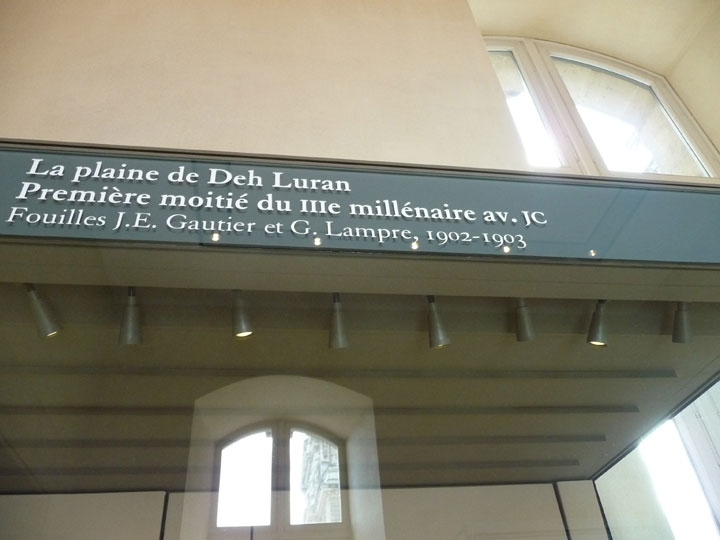 La plaine de Deh Luran
Première moitié du IIIe millénaire av. JC
Fouilles J.E. Gautier et G. Lampre, 1902-1903